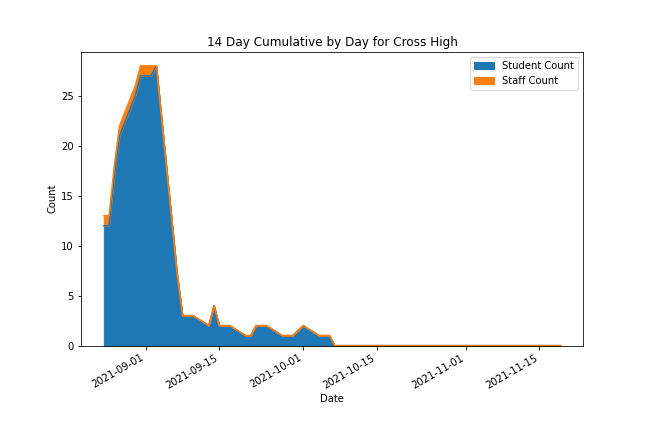 14 Day Cumulative by Day for Cross High
Student Count
Staff Count
25
20
15
10
5
0
Count
2021-09-01
2021-09-15
2021-10-01
2021-10-15
2021-11-01
2021-11-15
Date